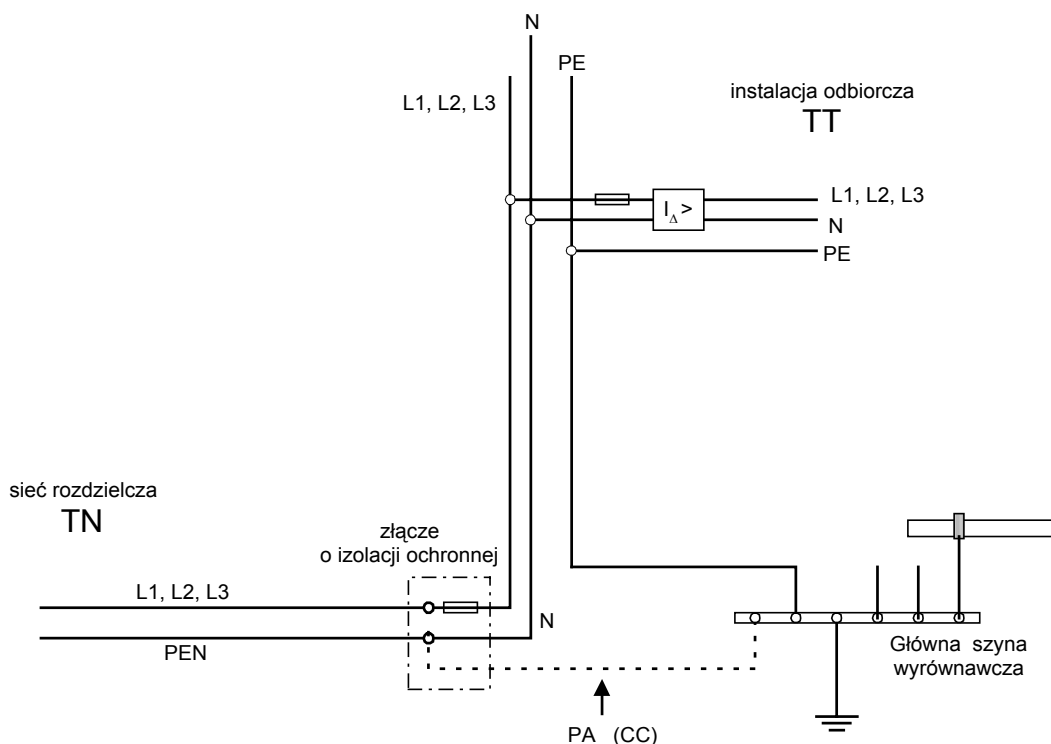 N
PE
L1, L2, L3
instalacja odbiorcza
TT
L1, L2, L3
I∆ >
N
PE
sieć rozdzielcza
TN
złącze
o izolacji ochronnej
L1, L2, L3
N
PEN
Główna szyna
wyrównawcza
PA (CC)